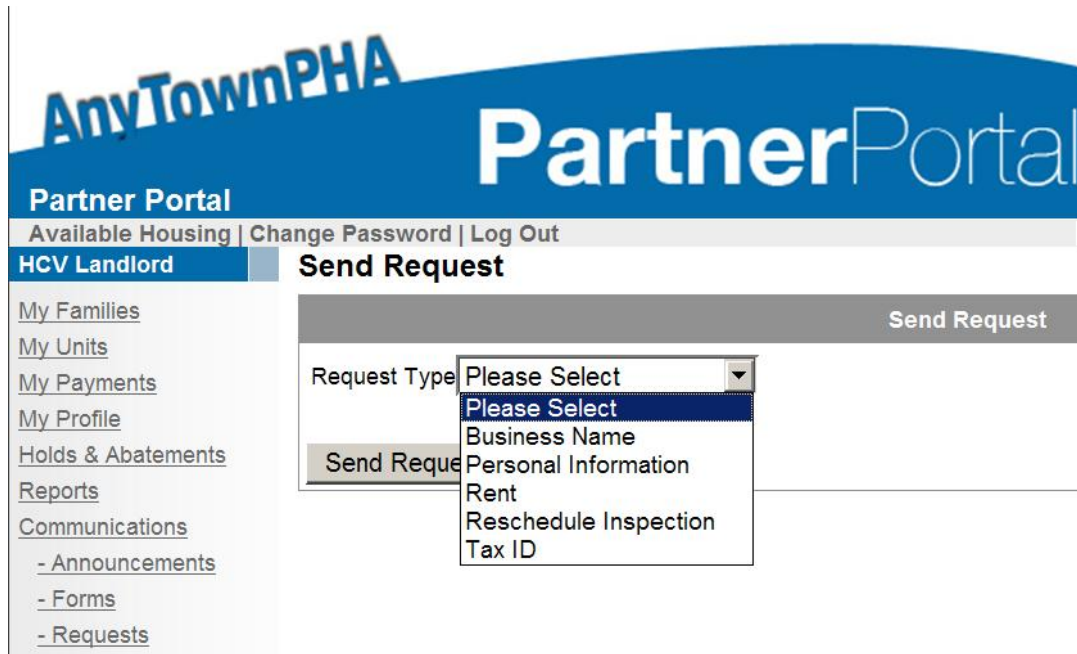 AnyTownPHA
PartnerPortal
Partner Portal
Available Housing | Change Password | Log Out
HCV Landlord
Send Request
My Families
My Units
My Payments
My Profile
Holds & Abatements
Reports
Communications
- Announcements
- Forms
- Requests
Send Request
Request Type Please Select
Please Select
Business Name
Personal Information
Rent
Reschedule Inspection
Tax ID
Send Reque